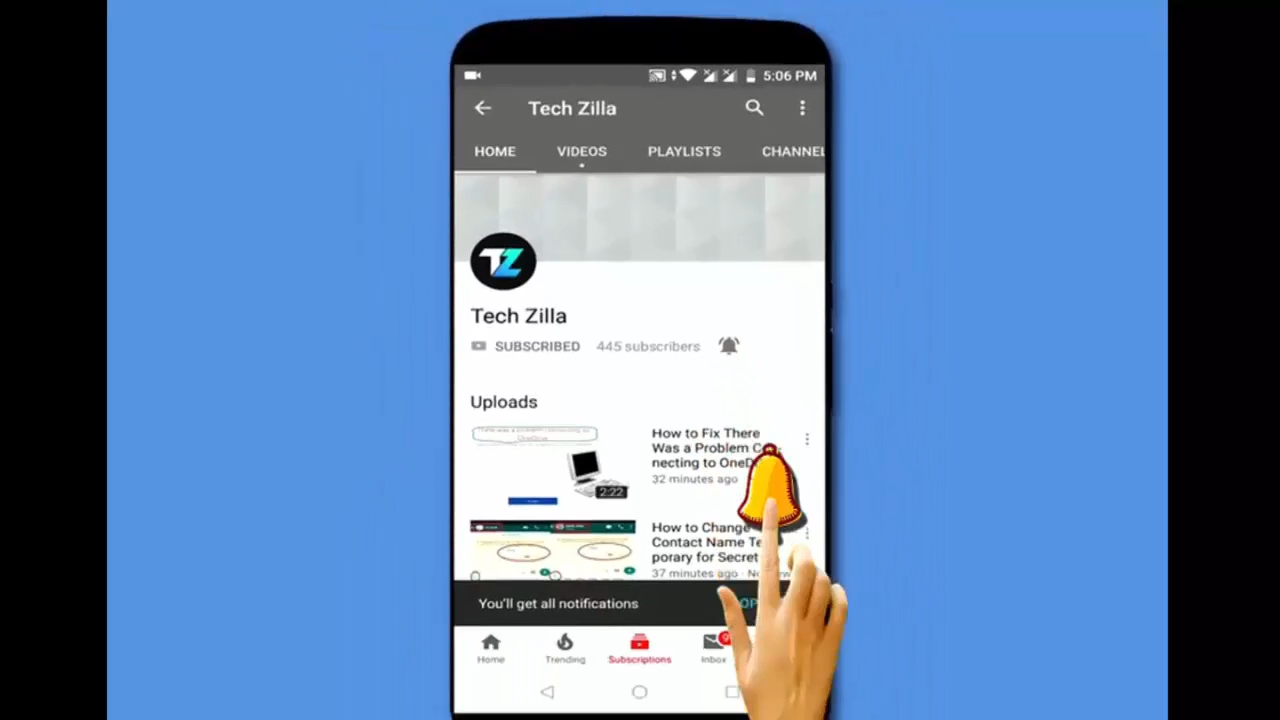 5:06 PM
Tech Zilla
HOME VIDEOS PLAYLISTS CHANNEL
TZ
Tech Zilla
SUBSCRIBED 445 subscribers
Uploads
How to Fix There
Was a Problem
necting to
32 minutes ago
2:22
How to Change
Contact Name
porary for Secret
37 minutes ago
You'll get all notifications
Home Trending Subscriptions Inbox